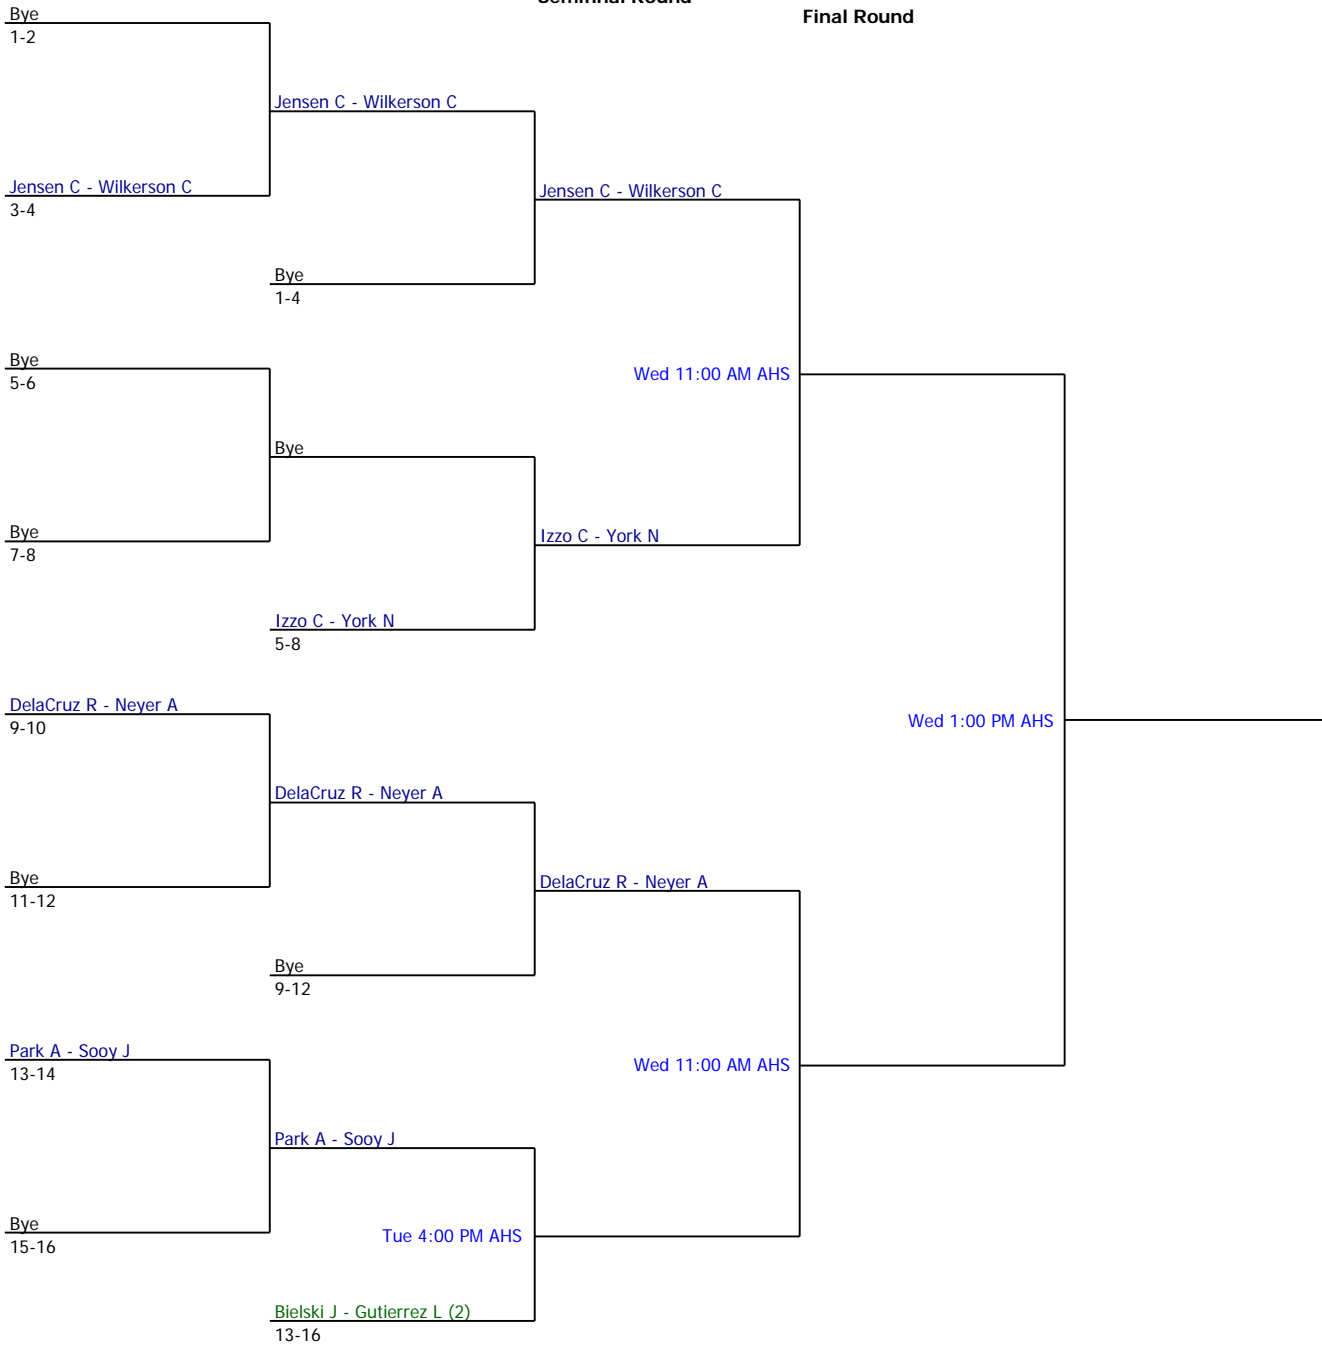 Semifinal Round
Final Round
Bye
1-2
Jensen C - Wilkerson C
Jensen C - Wilkerson C
3-4
Jensen C - Wilkerson C
Bye
1-4
Bye
5-6
Wed 11:00 AM AHS
Bye
Bye
7-8
Izzo C - York N
Izzo C - York N
5-8
DelaCruz R - Neyer A
9-10
Wed 1:00 PM AHS
DelaCruz R - Neyer A
Bye
11-12
DelaCruz R - Neyer A
Bye
9-12
Park A - Sooy J
13-14
Wed 11:00 AM AHS
Park A - Sooy J
Bye
15-16
Tue 4:00 PM AHS
Bielski J - Gutierrez L (2)
13-16